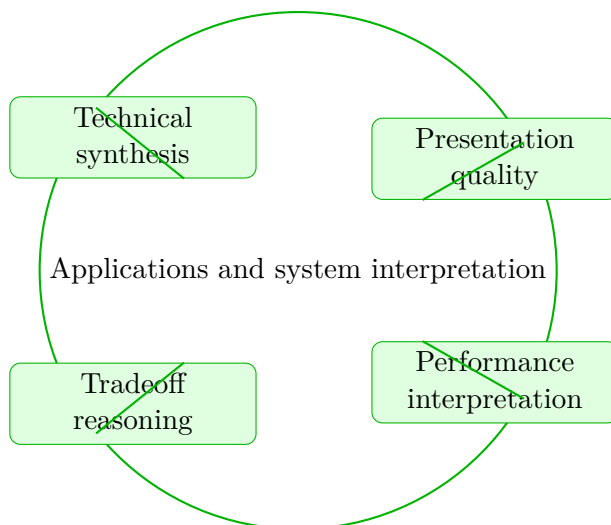 Technical
synthesis
Presentation
quality
Applications and system interpretation
Tradeoff
reasoning
Performance
interpretation